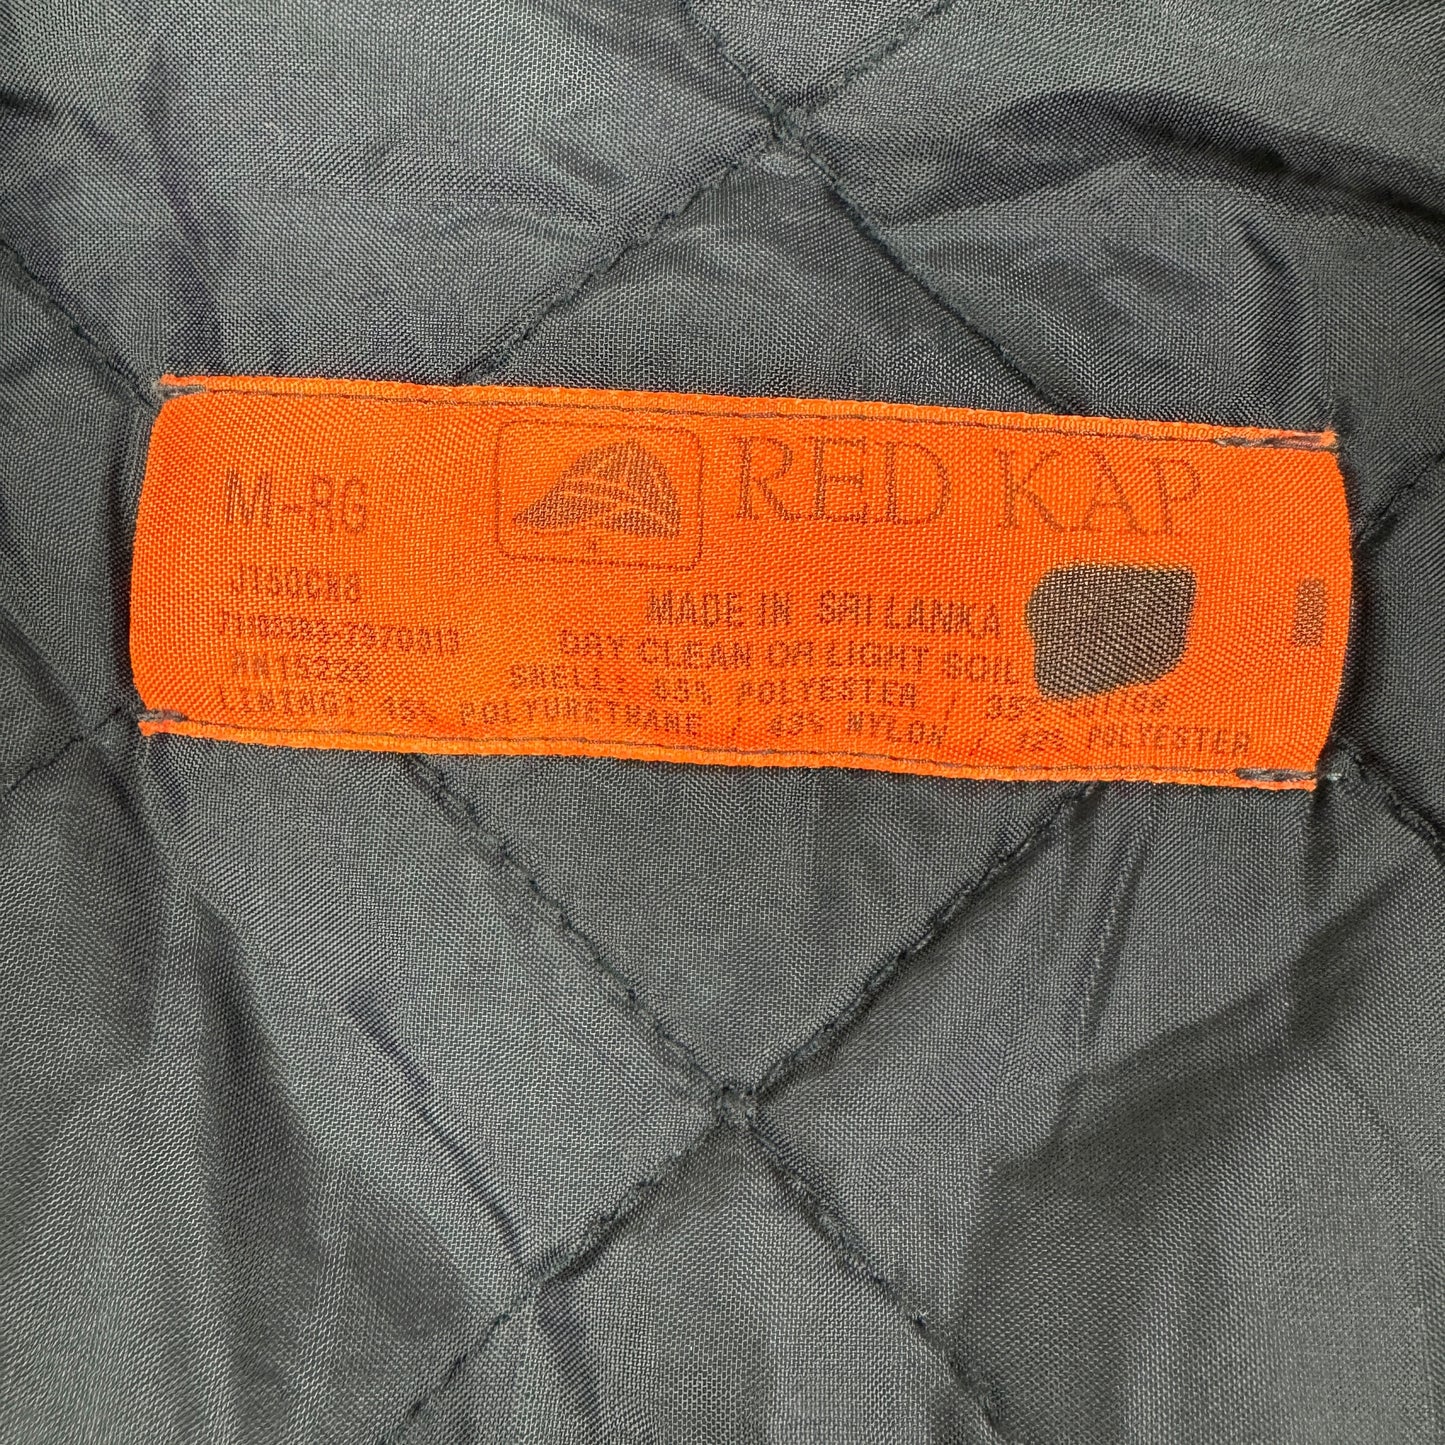 RED KAP
M-RG
MADE IN SRI LANKA
DRY CLEAN OR LIGHT SOIL
RN15220
SHELL: 65% POLYESTER / 35%
LINING: 45% POLYURETHANE / 43% NYLON POLYESTER